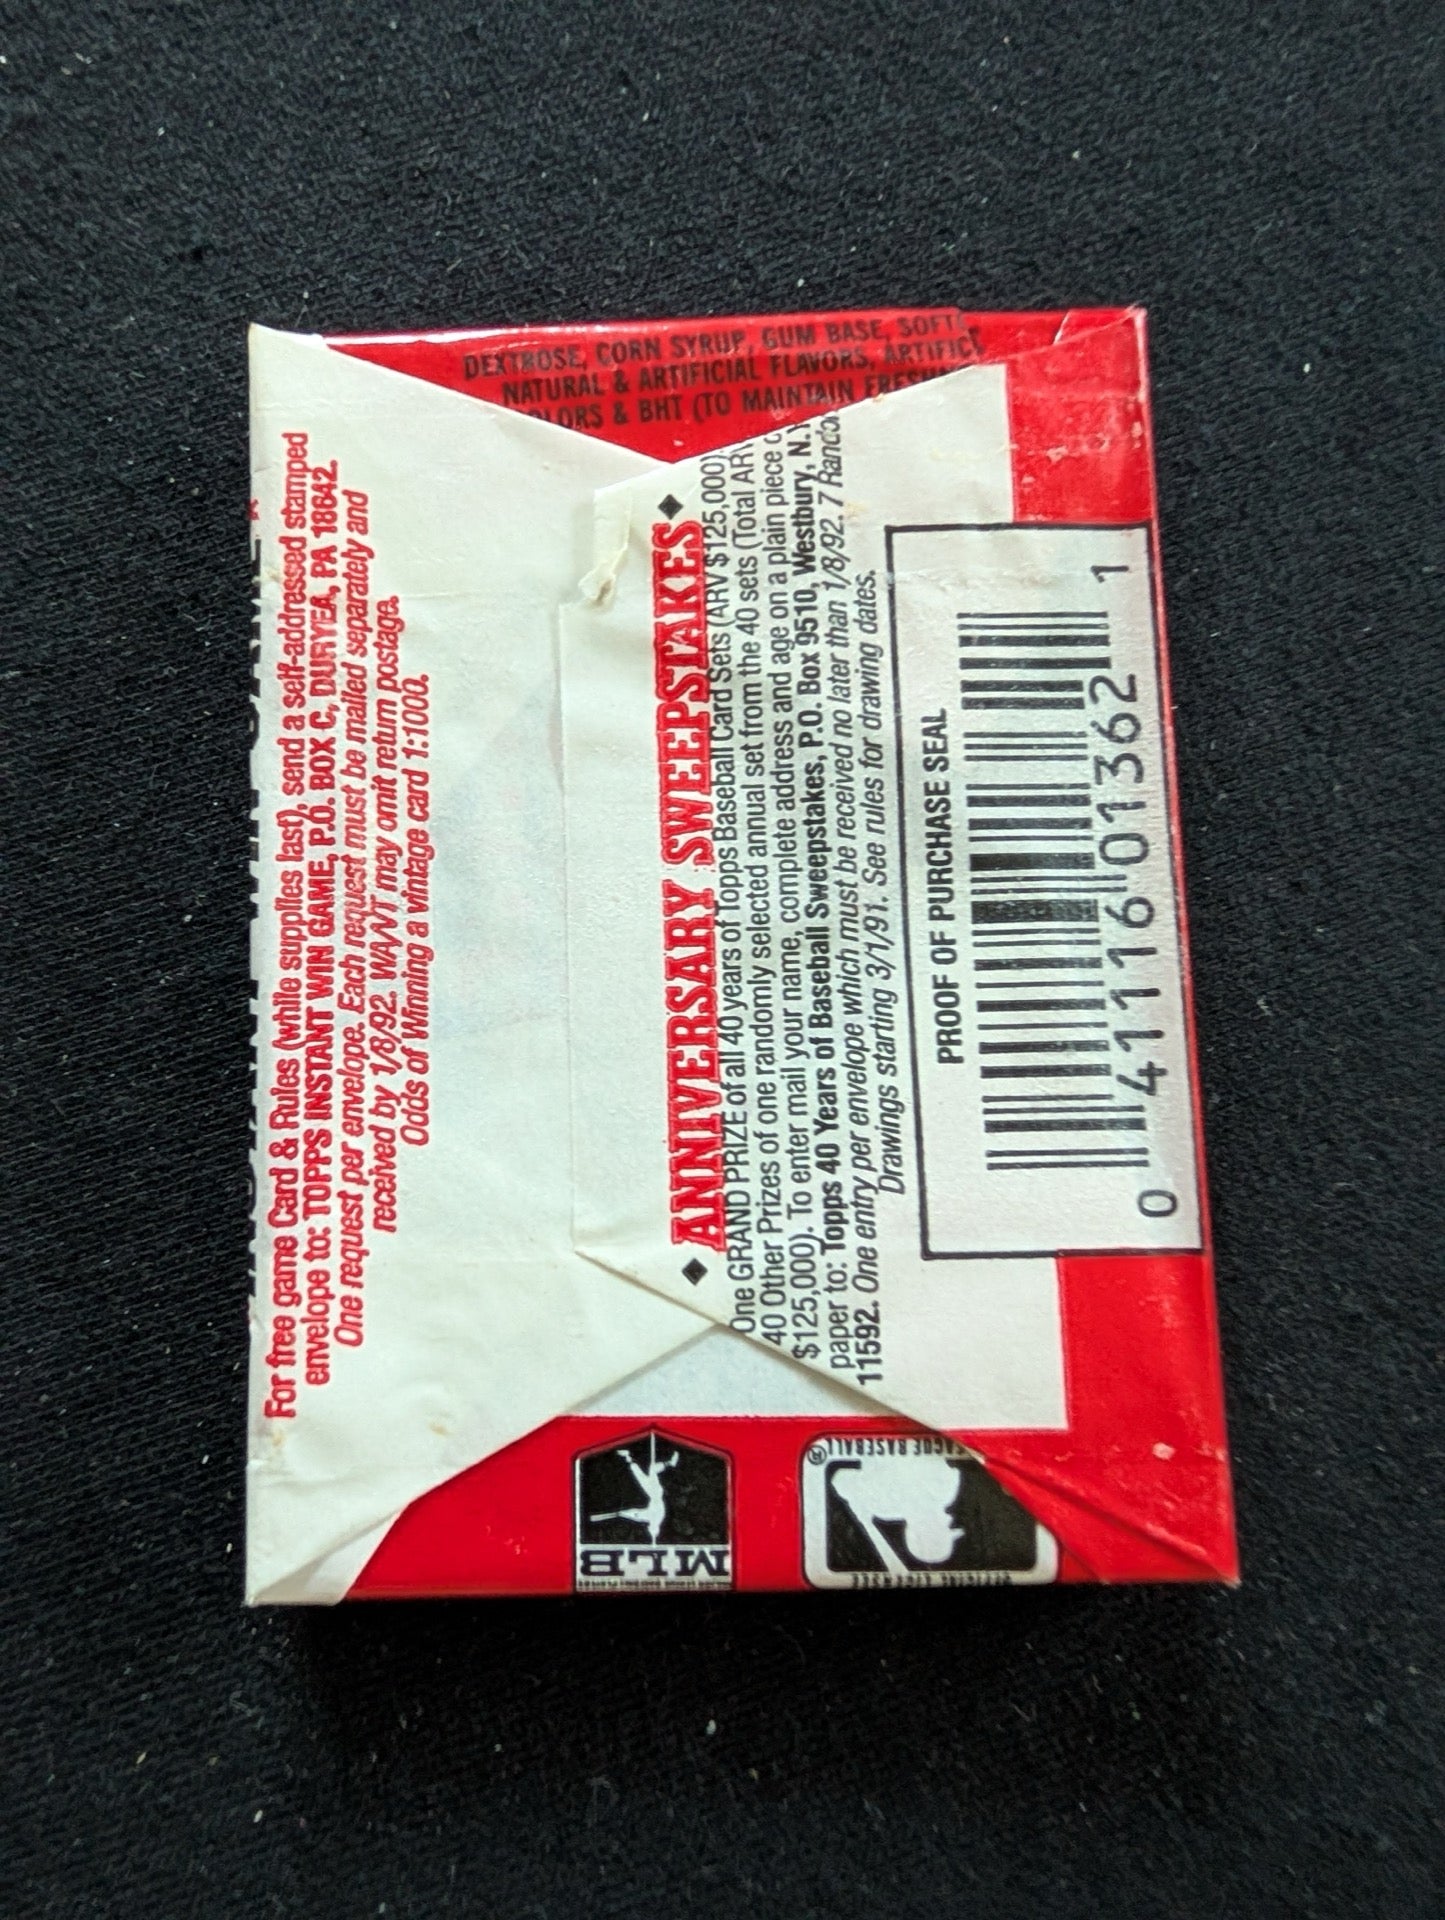 DEXTROSE, CORN SYRUP, GUM BASE, SOFT
NATURAL & ARTIFICIAL FLAVORS, ARTIFIC
LORS & BHT (TO MAINTAIN FRESHN
For free game Card & Rules (while supplies last), send a self-addressed stamped
envelope to: TOPPS INSTANT WIN GAME, P.O. BOX C, DURYEA, PA 18642.
One request per envelope. Each request must be mailed separately and
received by 1/8/92. WA/VT may omit return postage.
Odds of Winning a vintage card 1:1000.
◆ ANNIVERSARY SWEEPSTAKES ◆
One GRAND PRIZE of all 40 years of Topps Baseball Card Sets (ARV $125,000)
40 Other Prizes of one randomly selected annual set from the 40 sets (Total ARV
$125,000). To enter mail your name, complete address and age on a plain piece o
paper to: Topps 40 Years of Baseball Sweepstakes, P.O. Box 9510, Westbury, N.Y
11592. One entry per envelope which must be received no later than 1/8/92. 7 Rando
Drawings starting 3/1/91. See rules for drawing dates.
PROOF OF PURCHASE SEAL
0 41116 01362 1
MLB
EAGUE BASEBALL®
OFFICIAL LICENSEE